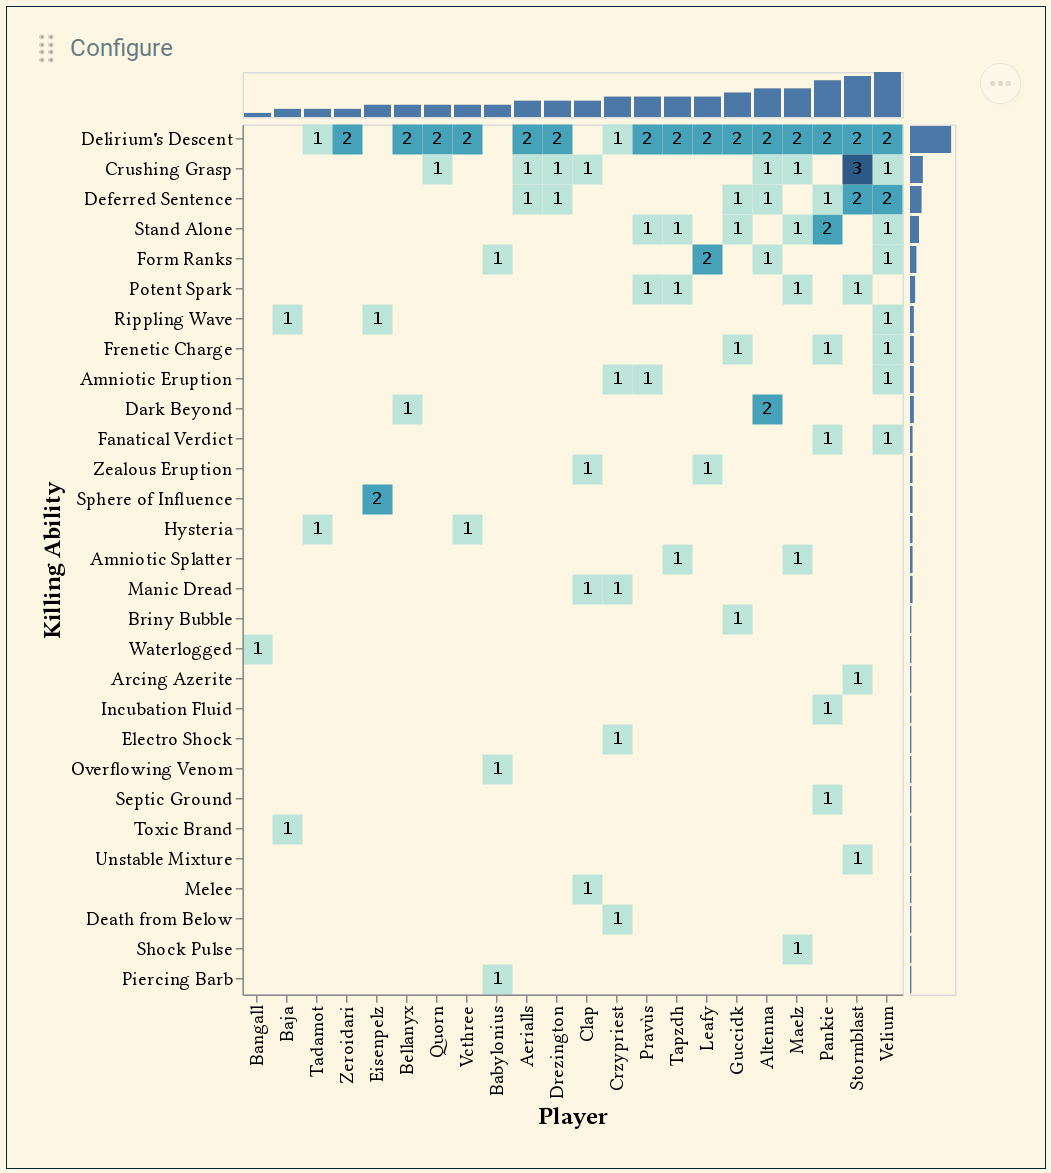 Configure
Delirium's Descent 1 2 2 2 2 2 2 1 2 2 2 2 2 2 2 2 2
Crushing Grasp 1 1 1 1 1 1 3 1
Deferred Sentence 1 1 1 1 1 2 2
Stand Alone 1 1 1 1 2 1
Form Ranks 1 2 1 1
Potent Spark 1 1 1 1
Rippling Wave 1 1 1
Frenetic Charge 1 1 1
Amniotic Eruption 1 1 1
Dark Beyond 1 2
Fanatical Verdict 1 1
Zealous Eruption 1 1
Sphere of Influence 2
Hysteria 1 1
Amniotic Splatter 1 1
Manic Dread 1 1
Briny Bubble 1
Waterlogged 1
Arcing Azerite 1
Incubation Fluid 1
Electro Shock 1
Overflowing Venom 1
Septic Ground 1
Toxic Brand 1
Unstable Mixture 1
Melee 1
Death from Below 1
Shock Pulse 1
Piercing Barb 1
Killing Ability
Bangall
Baja
Tadamot
Zeroidari
Eisenpelz
Bellanyx
Quorn
Vcthree
Babylonius
Aerialls
Drezington
Clap
Crzypriest
Pravùs
Tapzdh
Leafy
Guccidk
Altenna
Maelz
Pankie
Stormblast
Velium
Player